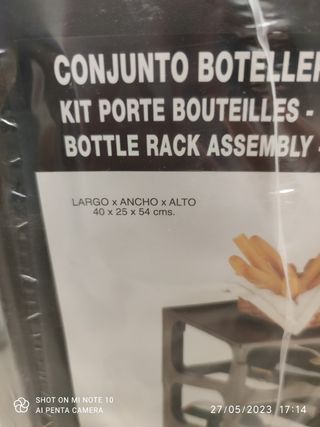 CONJUNTO BOTELLER
KIT PORTE BOUTEILLES -
BOTTLE RACK ASSEMBLY
LARGO x ANCHO x ALTO
40 x 25 x 54 cms.
SHOT ON MI NOTE 10
AI PENTA CAMERA
27/05/2023 17:14